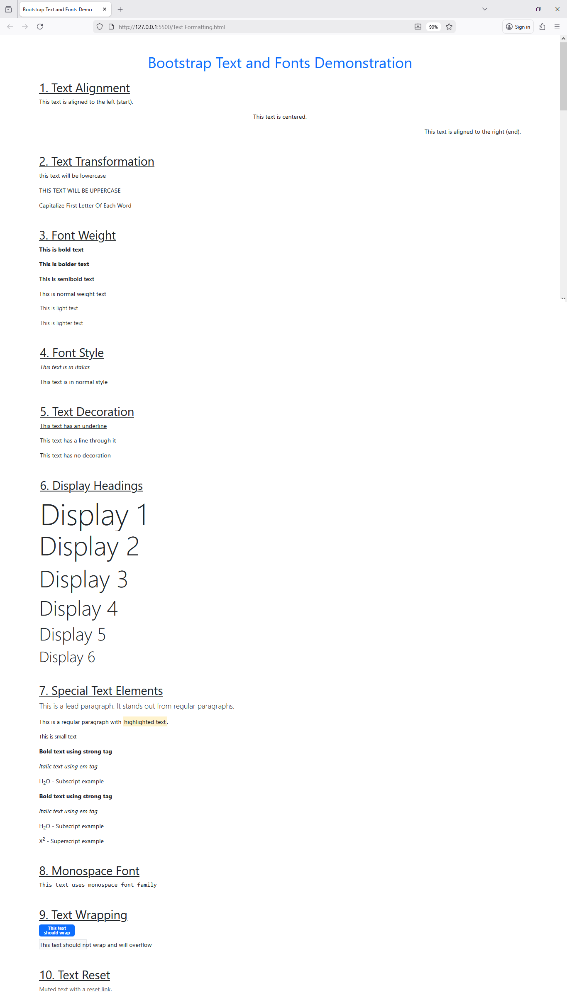 Bootstrap Text and Fonts Demo
http://127.0.0.1:5500/Text Formatting.html
90%
Sign in
Bootstrap Text and Fonts Demonstration
1. Text Alignment
This text is aligned to the left (start).
This text is centered.
This text is aligned to the right (end).
2. Text Transformation
this text will be lowercase
THIS TEXT WILL BE UPPERCASE
Capitalize First Letter Of Each Word
3. Font Weight
This is bold text
This is bolder text
This is semibold text
This is normal weight text
This is light text
This is lighter text
4. Font Style
This text is in italics
This text is in normal style
5. Text Decoration
This text has an underline
This text has a line through it
This text has no decoration
6. Display Headings
Display 1
Display 2
Display 3
Display 4
Display 5
Display 6
7. Special Text Elements
This is a lead paragraph. It stands out from regular paragraphs.
This is a regular paragraph with highlighted text.
This is small text
Bold text using strong tag
Italic text using em tag
H₂O - Subscript example
Bold text using strong tag
Italic text using em tag
H₂O - Subscript example
X² - Superscript example
8. Monospace Font
This text uses monospace font family
9. Text Wrapping
This text
should wrap
This text should not wrap and will overflow
10. Text Reset
Muted text with a reset link.